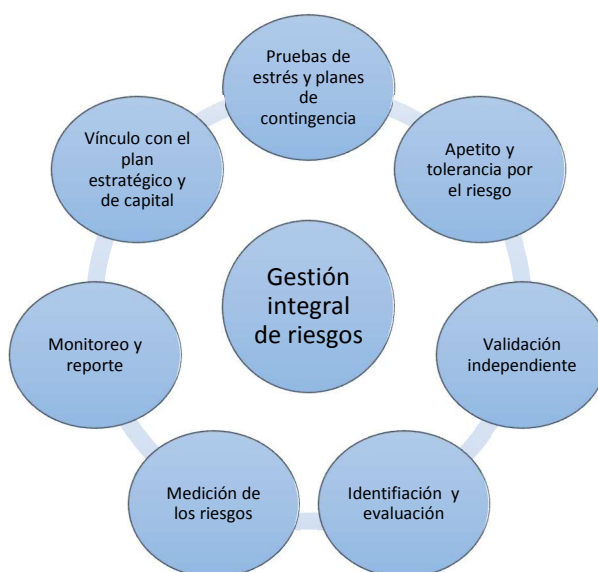 Pruebas de
estrés y planes
de
contingencia
Apetito y
tolerancia por
el riesgo
Validación
independiente
Identifiación y
evaluación
Medición de
los riesgos
Monitoreo y
reporte
Vínculo con el
plan
estratégico y
de capital
Gestión
integral
de riesgos